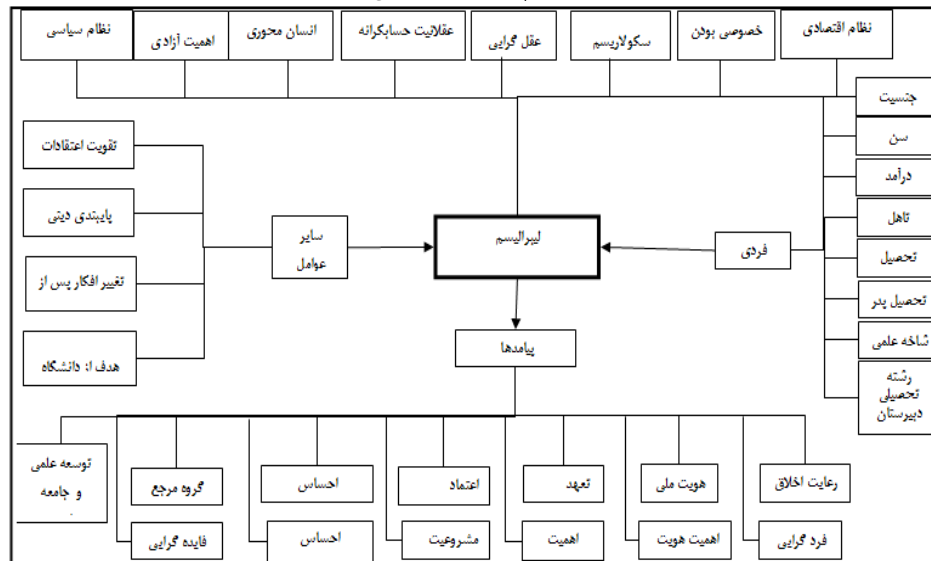 نظام اقتصادی
خصوصی بودن
سکولاریسم
عقل گرایی
عقلانیت حسابگرانه
انسان محوری
اهمیت آزادی
نظام سیاسی
جنسیت
سن
درآمد
تاهل
تحصیل
تحصیل پدر
شاخه علمی
رشته
تحصیلی
دبیرستان
فردی
لیبرالیسم
سایر
عوامل
تقویت اعتقادات
پایبندی دینی
تغییر افکار پس از
هدف از دانشگاه
پیامدها
رعایت اخلاق
هویت ملی
تعهد
اعتماد
احساس
گروه مرجع
توسعه علمی
و جامعه
فرد گرایی
اهمیت هویت
اهمیت
مشروعیت
احساس
فایده گرایی